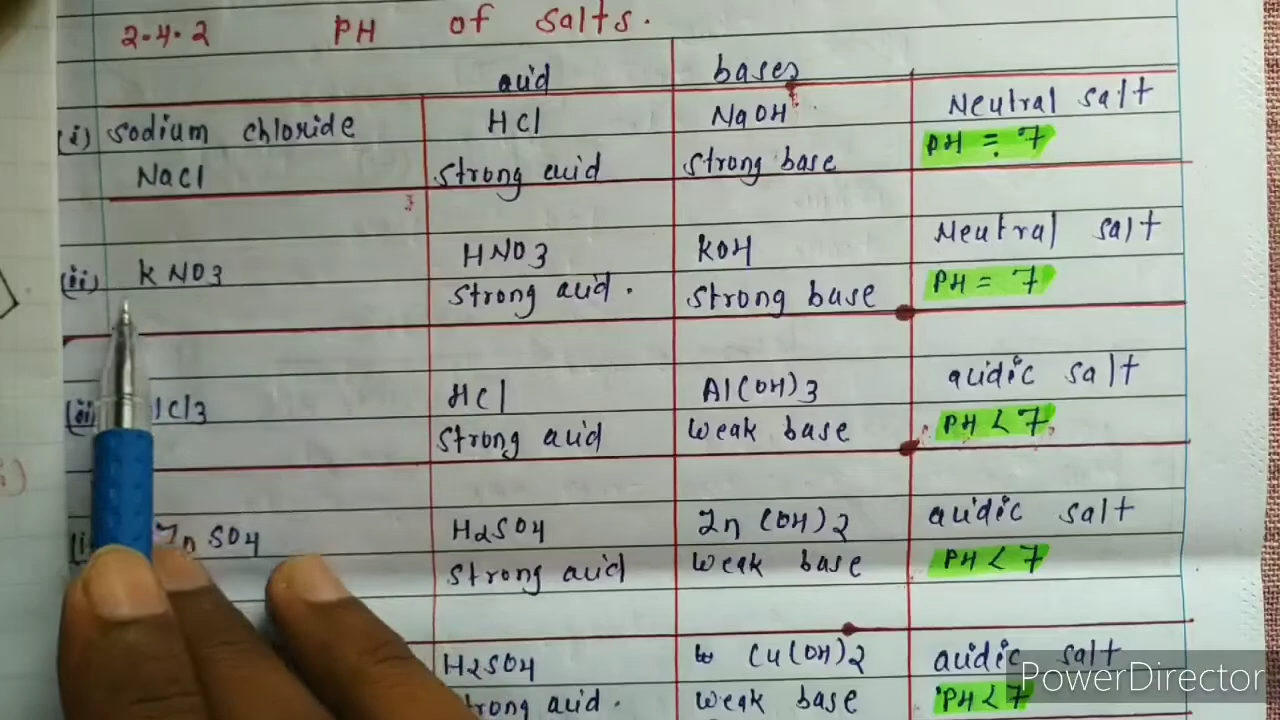 2.4.2 PH of salts.
acid bases
(i) sodium chloride HCl NaOH Neutral salt
NaCl strong acid strong base PH = 7
(ii) KNO3 HNO3 KOH Neutral salt
strong acid. strong base PH = 7
lCl3 HCl Al(OH)3 acidic salt
strong acid weak base PH < 7
Zn SO4 H2SO4 Zn (OH)2 acidic salt
strong acid weak base PH < 7
H2SO4 Cu(OH)2 acidic salt
strong acid. weak base PH < 7
PowerDirector